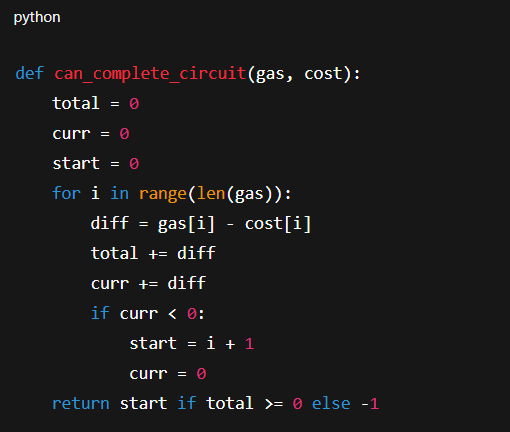 python
def can_complete_circuit(gas, cost):
    total = 0
    curr = 0
    start = 0
    for i in range(len(gas)):
        diff = gas[i] - cost[i]
        total += diff
        curr += diff
        if curr < 0:
            start = i + 1
            curr = 0
    return start if total >= 0 else -1